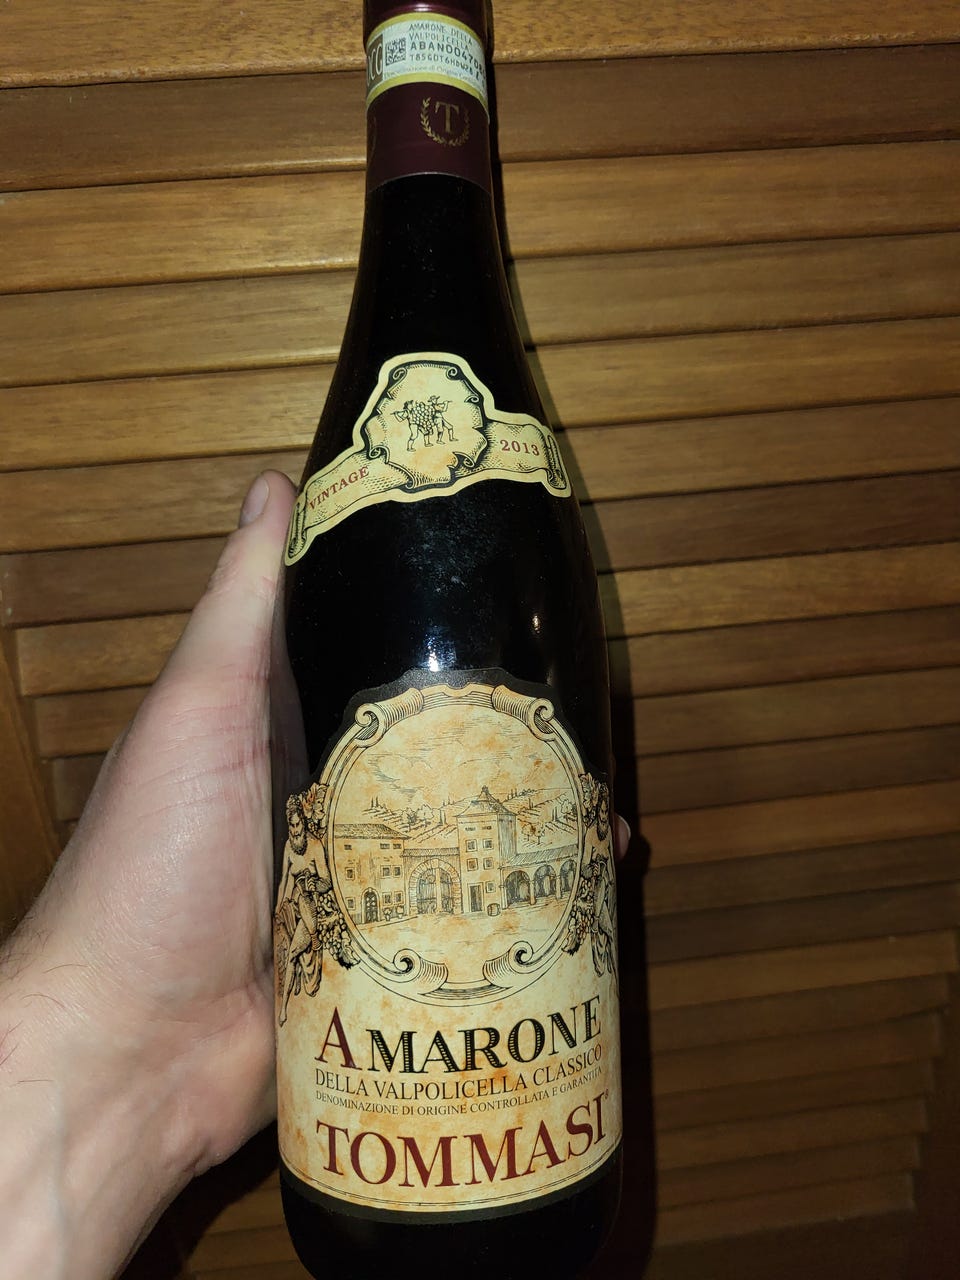 AMARONE DELLA
VALPOLICELLA
T
VINTAGE 2013
AMARONE
DELLA VALPOLICELLA CLASSICO
DENOMINAZIONE DI ORIGINE CONTROLLATA E GARANTITA
TOMMASI®